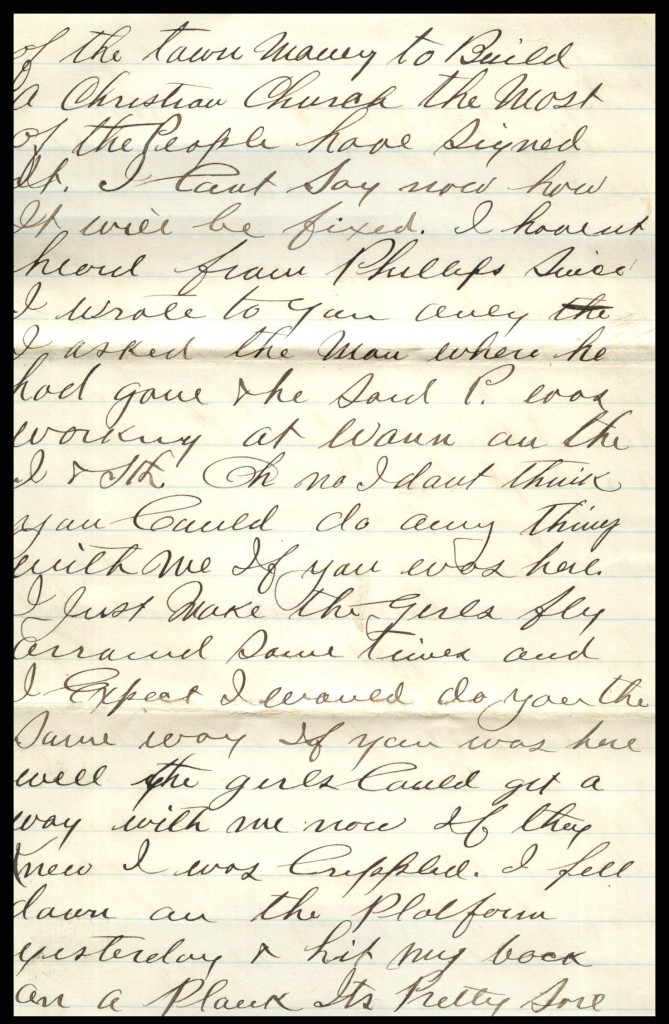 of the town Money to Build
a Christian Church the Most
of the People have signed
It. I Cant Say now how
It will be fixed. I havent
heard from Phillips Since
I wrote to you only the
I asked the Man where he
had gone & he Said P. was
working at Wann on the
I & St L Oh no I dont think
you Could do any thing
with Me If you was here.
I Just Make the Girls fly
arround Some times and
I Expect I would do you the
Same way If you was here
well the girls Could get a
way with me now If they
knew I was Crippled. I fell
down on the Platform
yesterday & hit my back
on a Plank Its Pretty Sore